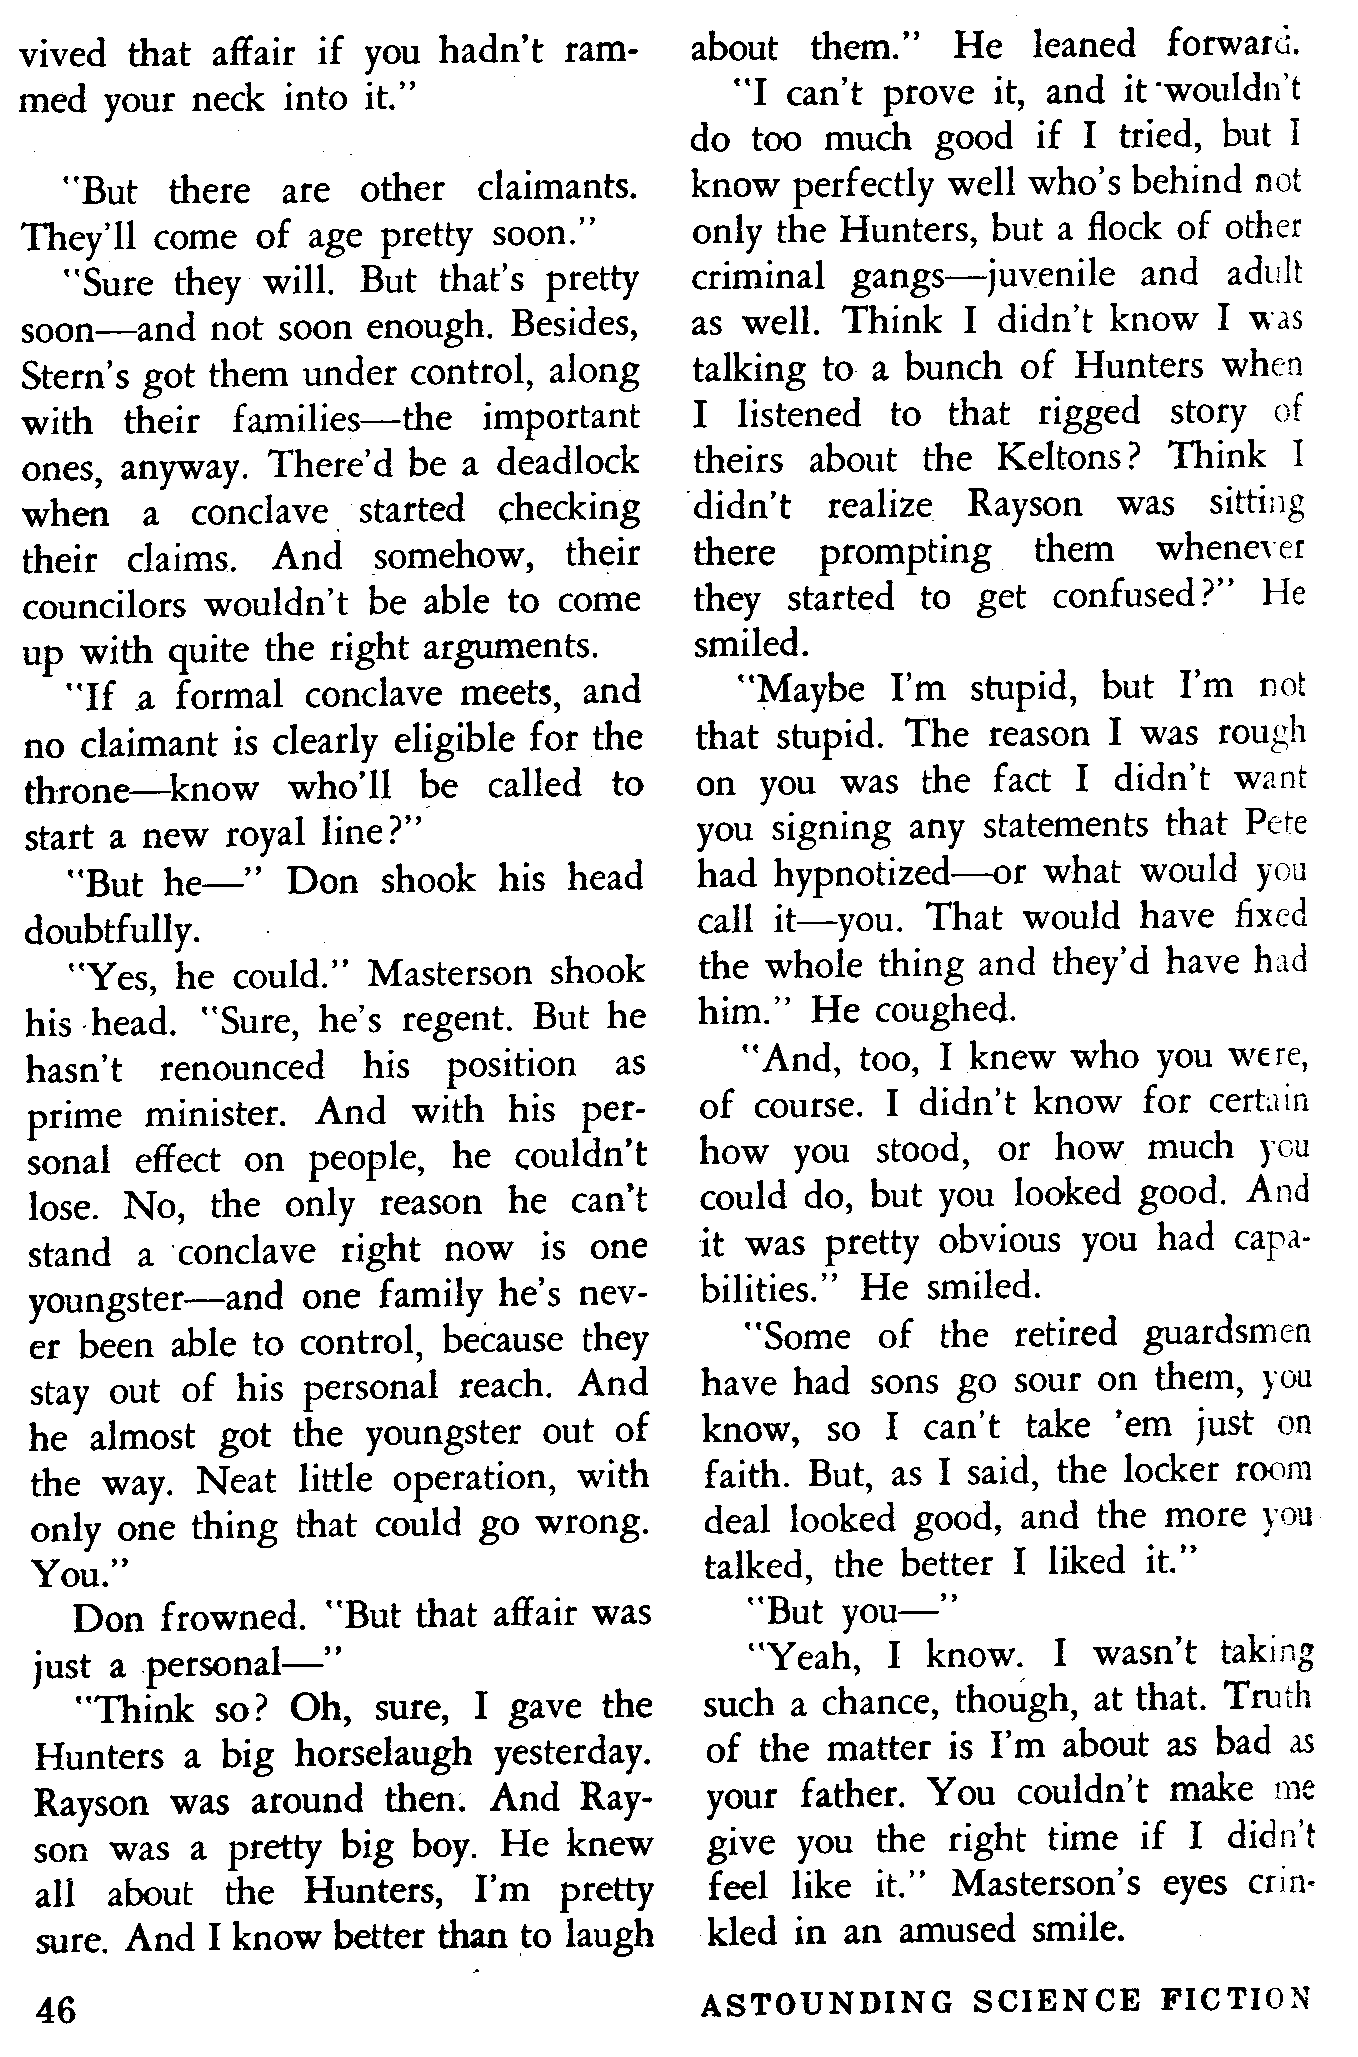 vived that affair if you hadn't ram-
med your neck into it."
"But there are other claimants.
They'll come of age pretty soon."
"Sure they will. But that's pretty
soon—and not soon enough. Besides,
Stern's got them under control, along
with their families—the important
ones, anyway. There'd be a deadlock
when a conclave started checking
their claims. And somehow, their
councilors wouldn't be able to come
up with quite the right arguments.
"If a formal conclave meets, and
no claimant is clearly eligible for the
throne—know who'll be called to
start a new royal line?"
"But he—" Don shook his head
doubtfully.
"Yes, he could." Masterson shook
his head. "Sure, he's regent. But he
hasn't renounced his position as
prime minister. And with his per-
sonal effect on people, he couldn't
lose. No, the only reason he can't
stand a conclave right now is one
youngster—and one family he's nev-
er been able to control, because they
stay out of his personal reach. And
he almost got the youngster out of
the way. Neat little operation, with
only one thing that could go wrong.
You."
Don frowned. "But that affair was
just a personal—"
"Think so? Oh, sure, I gave the
Hunters a big horselaugh yesterday.
Rayson was around then. And Ray-
son was a pretty big boy. He knew
all about the Hunters, I'm pretty
sure. And I know better than to laugh
about them." He leaned forward.
"I can't prove it, and it wouldn't
do too much good if I tried, but I
know perfectly well who's behind not
only the Hunters, but a flock of other
criminal gangs—juvenile and adult
as well. Think I didn't know I was
talking to a bunch of Hunters when
I listened to that rigged story of
theirs about the Keltons? Think I
didn't realize Rayson was sitting
there prompting them whenever
they started to get confused?" He
smiled.
"Maybe I'm stupid, but I'm not
that stupid. The reason I was rough
on you was the fact I didn't want
you signing any statements that Pete
had hypnotized—or what would you
call it—you. That would have fixed
the whole thing and they'd have had
him." He coughed.
"And, too, I knew who you were,
of course. I didn't know for certain
how you stood, or how much you
could do, but you looked good. And
it was pretty obvious you had capa-
bilities." He smiled.
"Some of the retired guardsmen
have had sons go sour on them, you
know, so I can't take 'em just on
faith. But, as I said, the locker room
deal looked good, and the more you
talked, the better I liked it."
"But you—"
"Yeah, I know. I wasn't taking
such a chance, though, at that. Truth
of the matter is I'm about as bad as
your father. You couldn't make me
give you the right time if I didn't
feel like it." Masterson's eyes crin-
kled in an amused smile.
46
ASTOUNDING SCIENCE FICTION